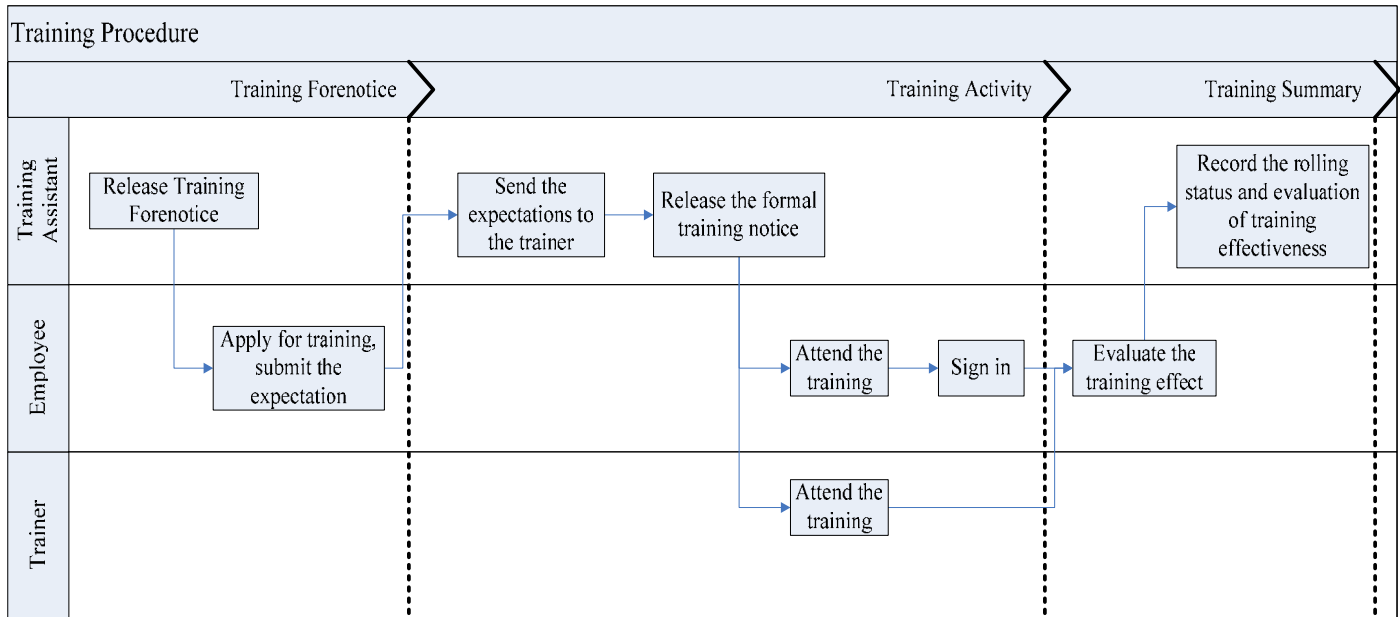 Training Procedure
Training Forenotice
Training Activity
Training Summary
Training
Assistant
Release Training
Forenotice
Send the
expectations to
the trainer
Release the formal
training notice
Record the rolling
status and evaluation
of training
effectiveness
Employee
Apply for training,
submit the
expectation
Attend the
training
Sign in
Evaluate the
training effect
Trainer
Attend the
training